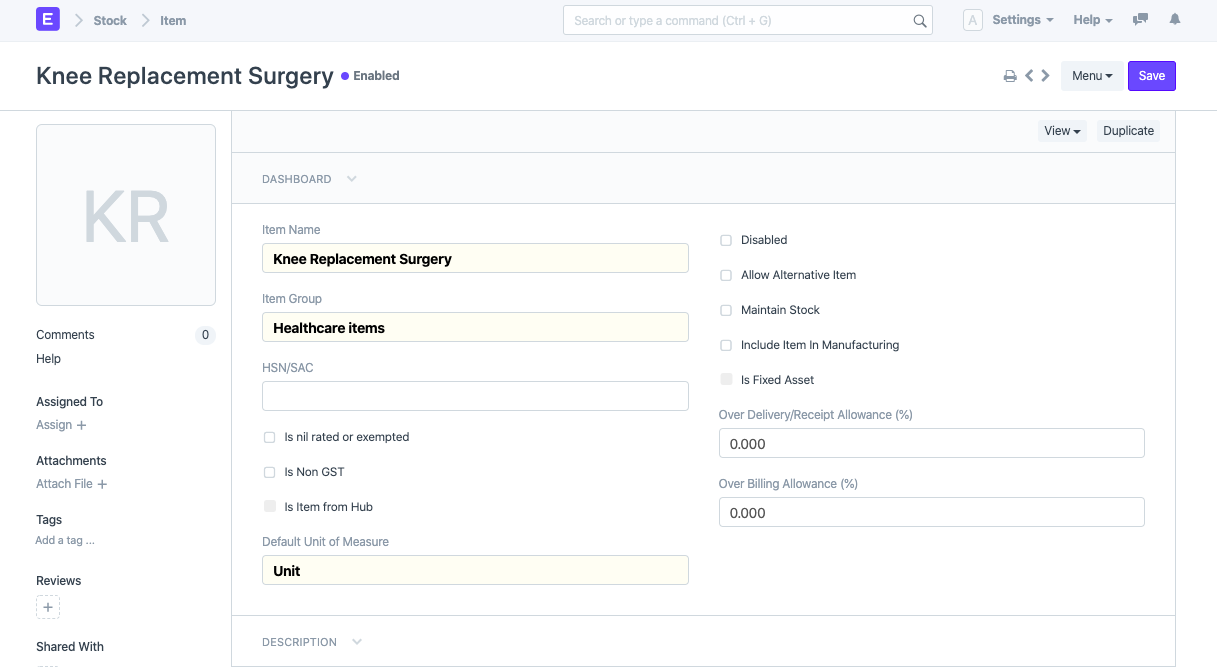 E Stock Item Search or type a command (Ctrl + G) A Settings Help
Knee Replacement Surgery Enabled Menu Save
View Duplicate
KR
DASHBOARD
Item Name
Knee Replacement Surgery
Item Group
Healthcare items
HSN/SAC
Is nil rated or exempted
Is Non GST
Is Item from Hub
Default Unit of Measure
Unit
Disabled
Allow Alternative Item
Maintain Stock
Include Item In Manufacturing
Is Fixed Asset
Over Delivery/Receipt Allowance (%)
0.000
Over Billing Allowance (%)
0.000
DESCRIPTION
Comments 0
Help
Assigned To
Assign +
Attachments
Attach File +
Tags
Add a tag ...
Reviews
+
Shared With